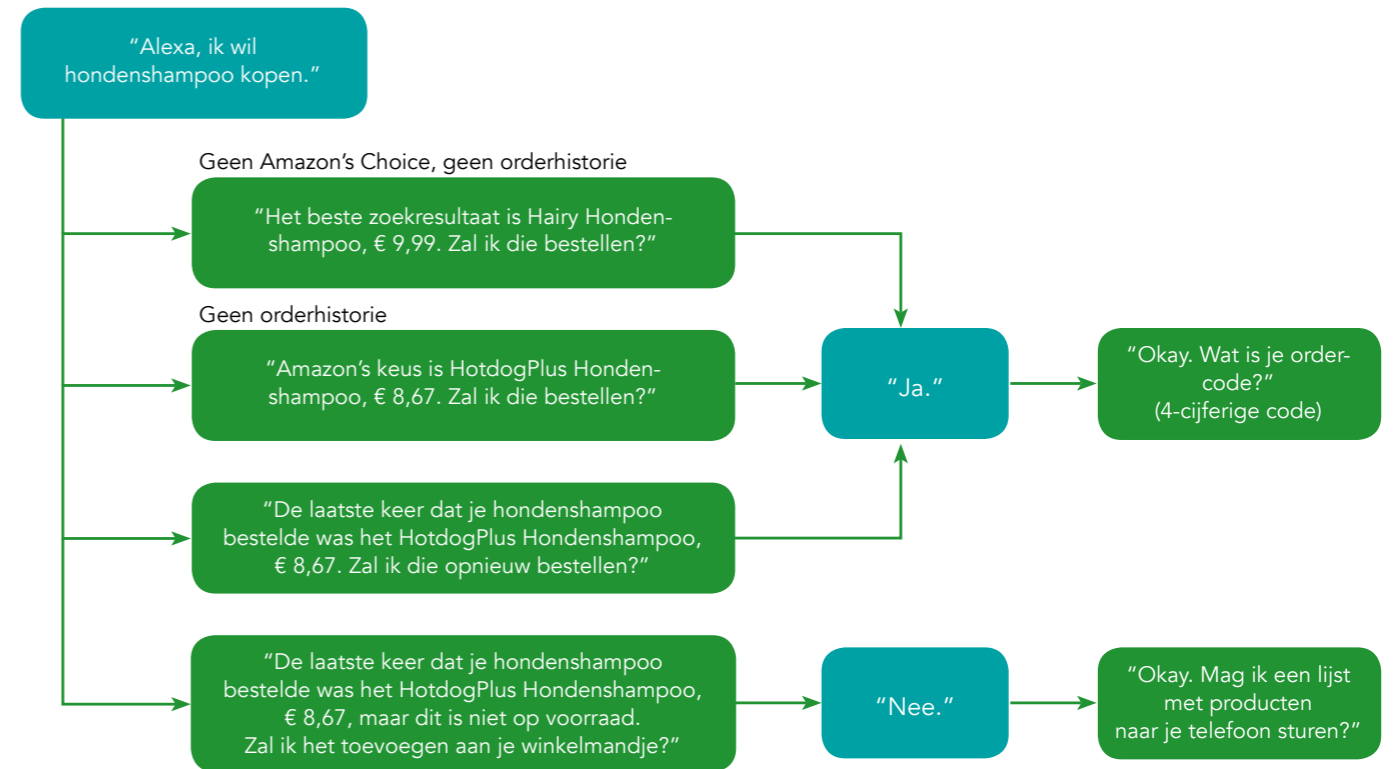 “Alexa, ik wil
hondenshampoo kopen.”
Geen Amazon’s Choice, geen orderhistorie
“Het beste zoekresultaat is Hairy Honden-
shampoo, € 9,99. Zal ik die bestellen?”
Geen orderhistorie
“Amazon’s keus is HotdogPlus Honden-
shampoo, € 8,67. Zal ik die bestellen?”
“Ja.”
“Okay. Wat is je order-
code?”
(4-cijferige code)
“De laatste keer dat je hondenshampoo
bestelde was het HotdogPlus Hondenshampoo,
€ 8,67. Zal ik die opnieuw bestellen?”
“De laatste keer dat je hondenshampoo
bestelde was het HotdogPlus Hondenshampoo,
€ 8,67, maar dit is niet op voorraad.
Zal ik het toevoegen aan je winkelmandje?”
“Nee.”
“Okay. Mag ik een lijst
met producten
naar je telefoon sturen?”